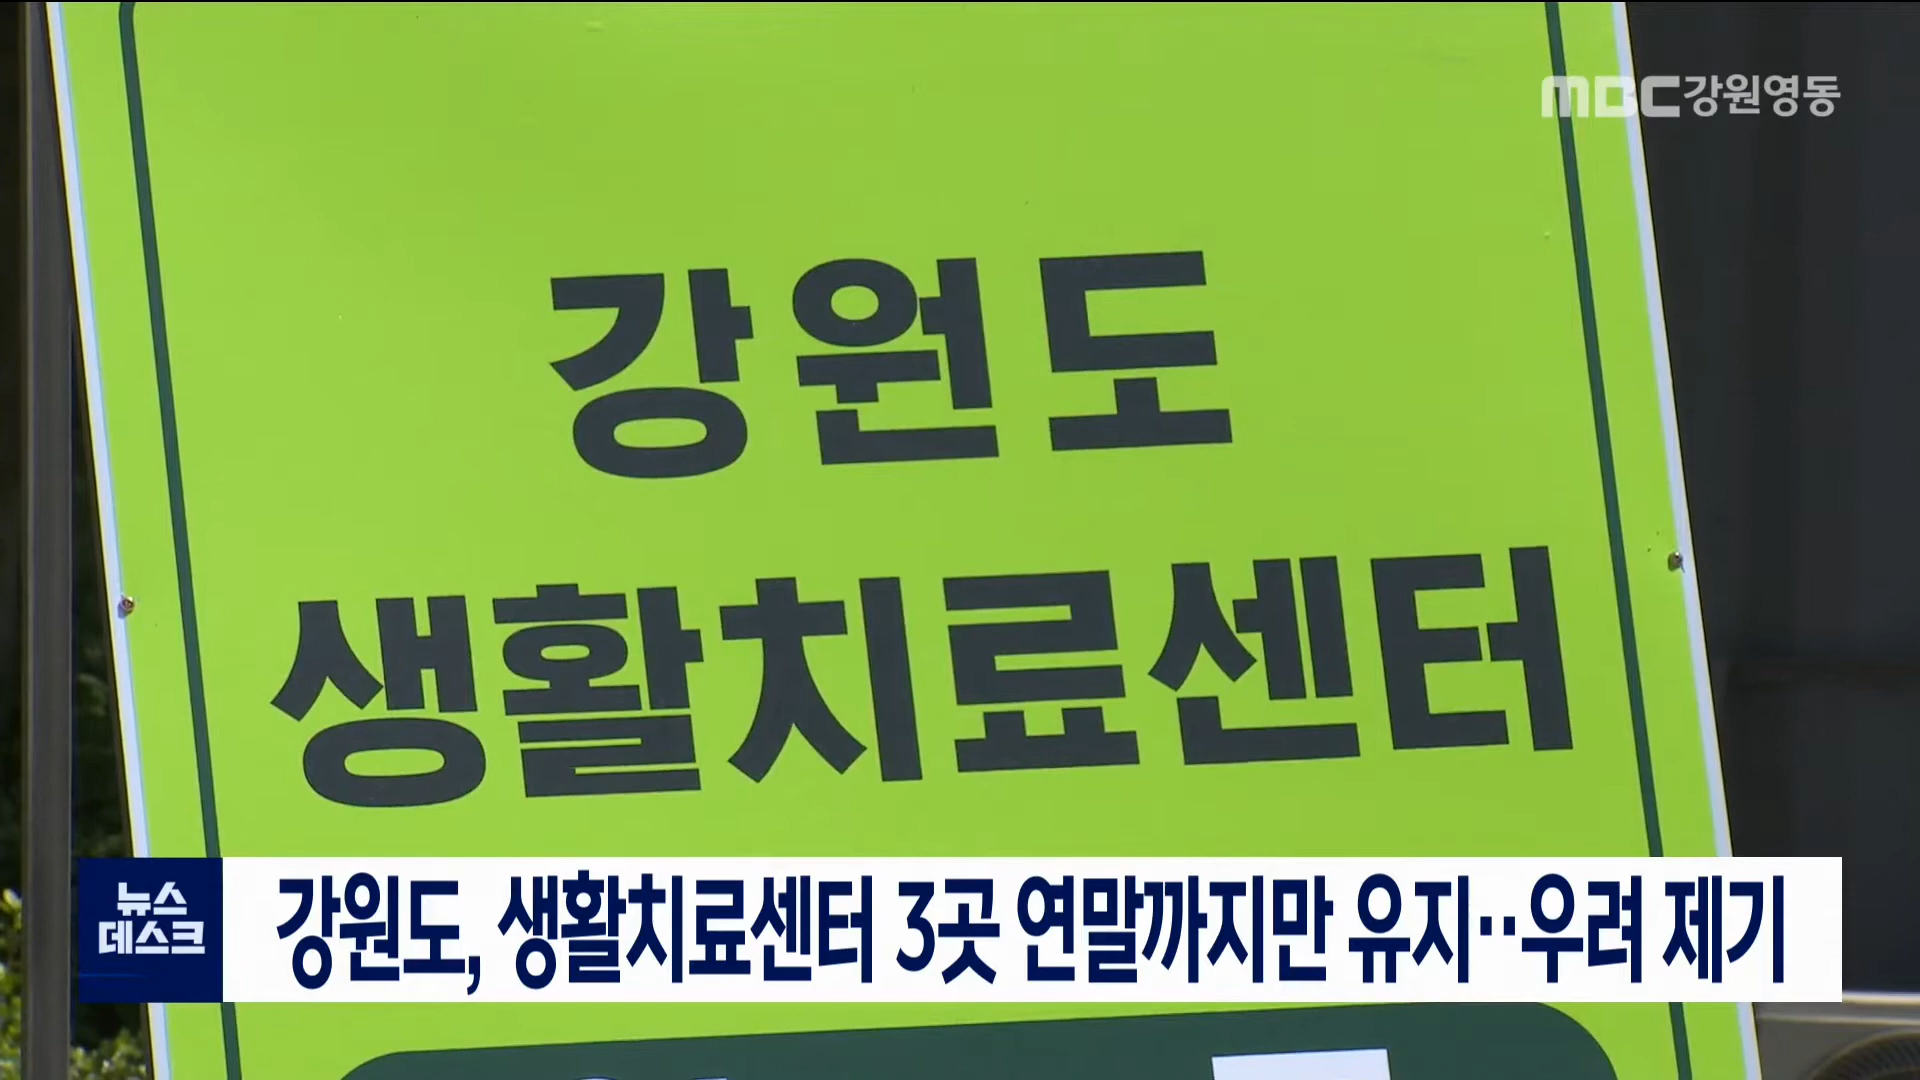 MBC강원영동
강원도
생활치료센터
뉴스
데스크
강원도, 생활치료센터 3곳 연말까지만 유지‥우려 제기